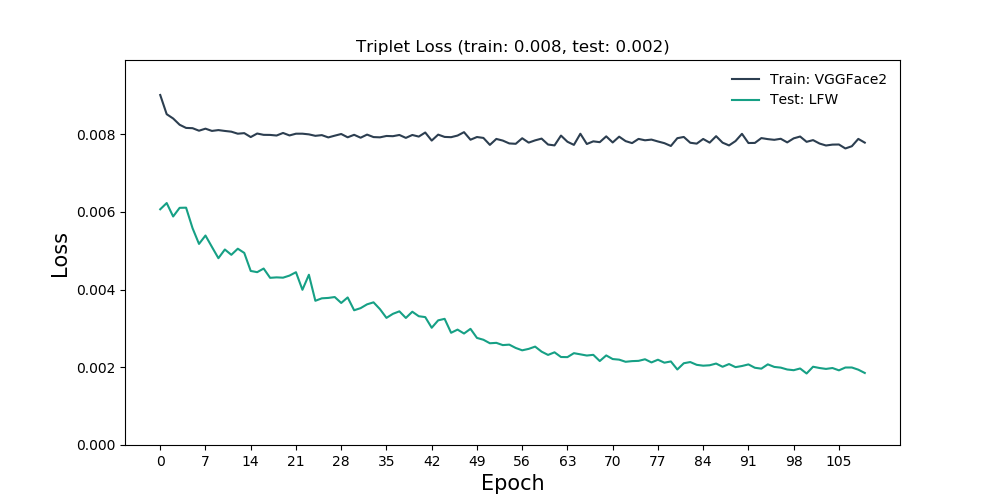 Triplet Loss (train: 0.008, test: 0.002)
Train: VGGFace2
Test: LFW
0.008
0.006
0.004
0.002
0.000
Loss
0 7 14 21 28 35 42 49 56 63 70 77 84 91 98 105
Epoch